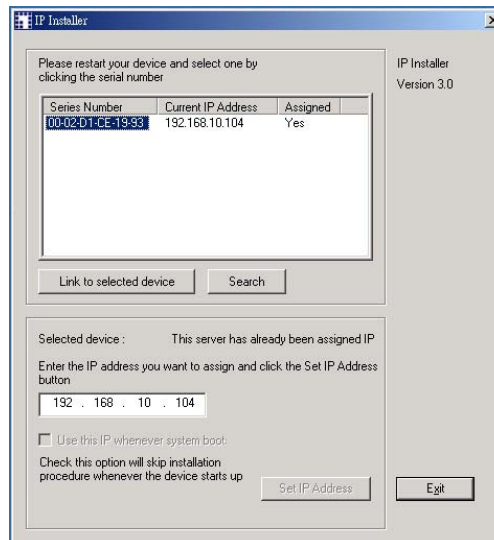 IP Installer
Please restart your device and select one by
clicking the serial number
IP Installer
Version 3.0
Series Number Current IP Address Assigned
00-02-D1-CE-19-93 192.168.10.104 Yes
Link to selected device Search
Selected device : This server has already been assigned IP
Enter the IP address you want to assign and click the Set IP Address
button
192 . 168 . 10 . 104
Use this IP whenever system boot.
Check this option will skip installation
procedure whenever the device starts up
Set IP Address Exit